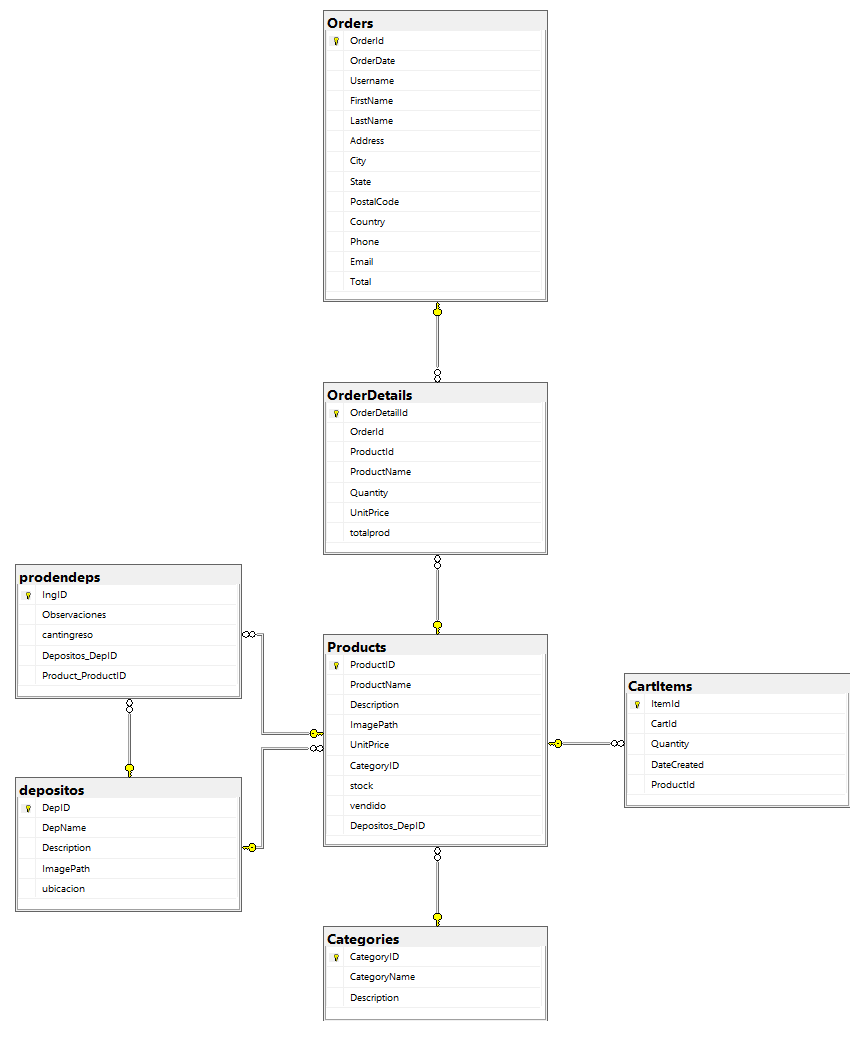 Orders
OrderId
OrderDate
Username
FirstName
LastName
Address
City
State
PostalCode
Country
Phone
Email
Total
OrderDetails
OrderDetailId
OrderId
ProductId
ProductName
Quantity
UnitPrice
totalprod
prodendeps
IngID
Observaciones
cantingreso
Depositos_DepID
Product_ProductID
Products
ProductID
ProductName
Description
ImagePath
UnitPrice
CategoryID
stock
vendido
Depositos_DepID
CartItems
ItemId
CartId
Quantity
DateCreated
ProductId
depositos
DepID
DepName
Description
ImagePath
ubicacion
Categories
CategoryID
CategoryName
Description